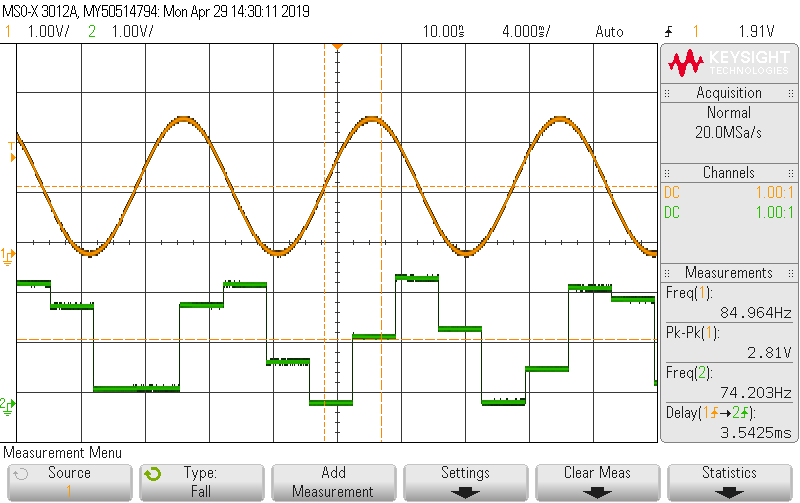 MSO-X 3012A, MY50514794: Mon Apr 29 14:30:11 2019
1 1.00V/ 2 1.00V/ 10.00s 4.000s/ Auto 1 1.91V
KEYSIGHT
TECHNOLOGIES
Acquisition
Normal
20.0MSa/s
Channels
DC 1.00:1
DC 1.00:1
Measurements
Freq(1):
84.964Hz
Pk-Pk(1):
2.81V
Freq(2):
74.203Hz
Delay(1→2):
3.5425ms
T
1
2
Measurement Menu
Source
1
Type:
Fall
Add
Measurement
Settings
Clear Meas
Statistics